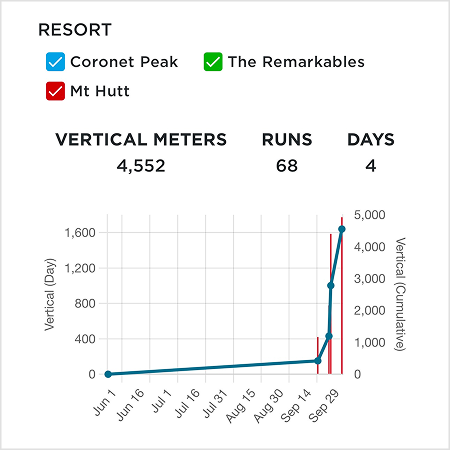 RESORT
Coronet Peak The Remarkables
Mt Hutt
VERTICAL METERS RUNS DAYS
4,552 68 4
5,000
1,600 4,000
1,200 3,000
800 2,000
400 1,000
0 0
Vertical (Day)
Vertical (Cumulative)
Jun 1 Jun 16 Jul 1 Jul 16 Jul 31 Aug 15 Aug 30 Sep 14 Sep 29